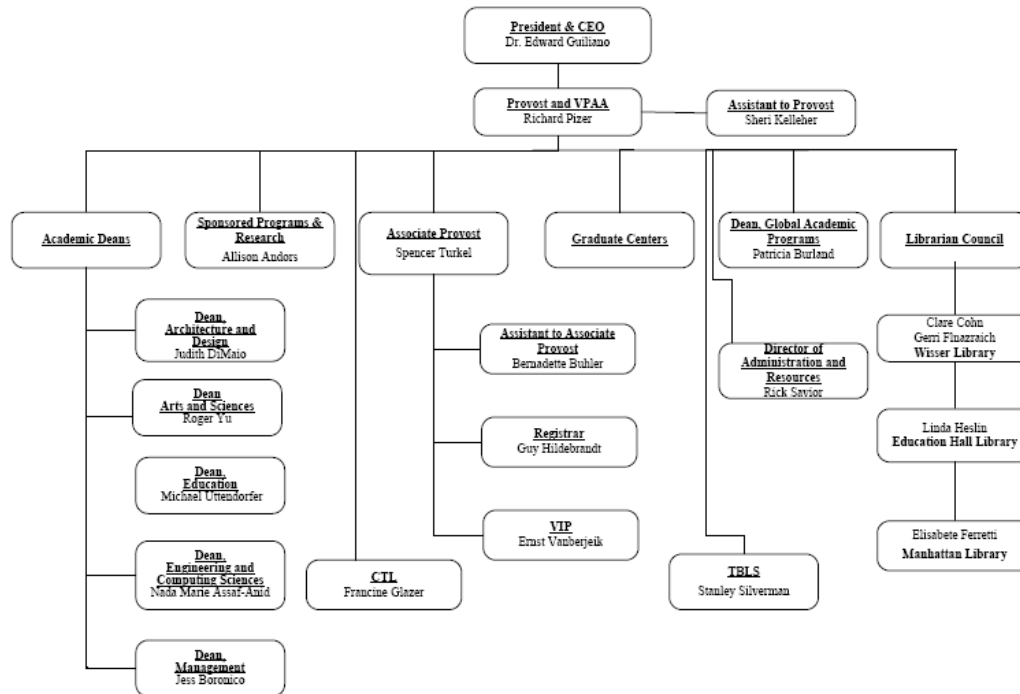 President & CEO
Dr. Edward Guiliano
Provost and VPAA
Richard Pizer
Assistant to Provost
Sheri Kelleher
Academic Deans
Sponsored Programs &
Research
Allison Andors
Associate Provost
Spencer Turkel
Graduate Centers
Dean, Global Academic
Programs
Patricia Burland
Librarian Council
Dean,
Architecture and
Design
Judith DiMaio
Dean
Arts and Sciences
Roger Yu
Dean,
Education
Michael Uttendorfer
Dean,
Engineering and
Computing Sciences
Nada Marie Assaf-Anid
Dean,
Management
Jess Boronico
CTL
Francine Glazer
Assistant to Associate
Provost
Bernadette Buhler
Registrar
Guy Hildebrandt
VIP
Ernst Vanberjeik
Director of
Administration and
Resources
Rick Savior
TBLS
Stanley Silverman
Clare Cohn
Gerri Flnazraich
Wisser Library
Linda Heslin
Education Hall Library
Elisabete Ferretti
Manhattan Library